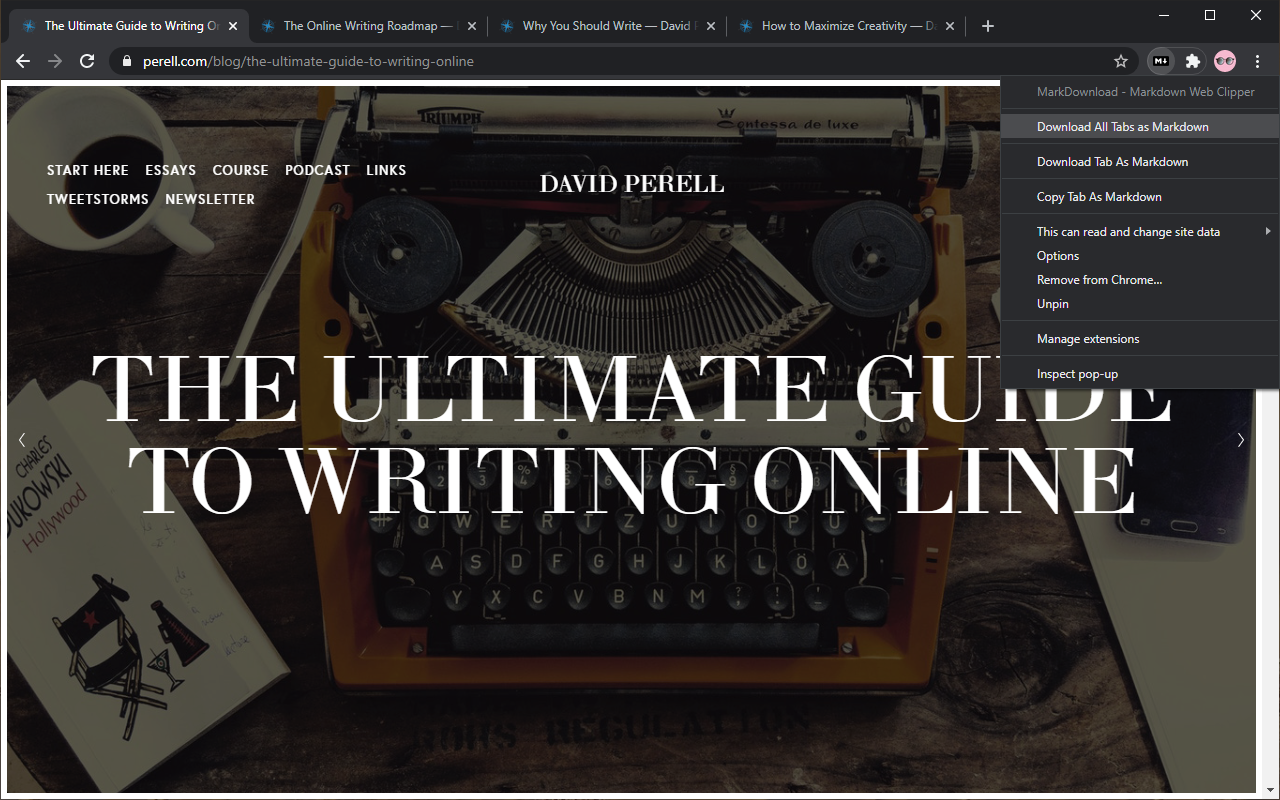 The Ultimate Guide to Writing O
The Online Writing Roadmap —
Why You Should Write — David
How to Maximize Creativity — D
perell.com/blog/the-ultimate-guide-to-writing-online
M
MarkDownload - Markdown Web Clipper
Download All Tabs as Markdown
Download Tab As Markdown
Copy Tab As Markdown
This can read and change site data
Options
Remove from Chrome...
Unpin
Manage extensions
Inspect pop-up
START HERE ESSAYS COURSE PODCAST LINKS
TWEETSTORMS NEWSLETTER
DAVID PERELL
TRIUMPH
Contessa de luxe
THE ULTIMATE GUIDE
TO WRITING ONLINE
CHARLES
BUKOWSKI
Hollywood
Q W E R T Z U I O P Ü
A S D F G H J K L Ö Ä
Y X C V B N M
REGULATION